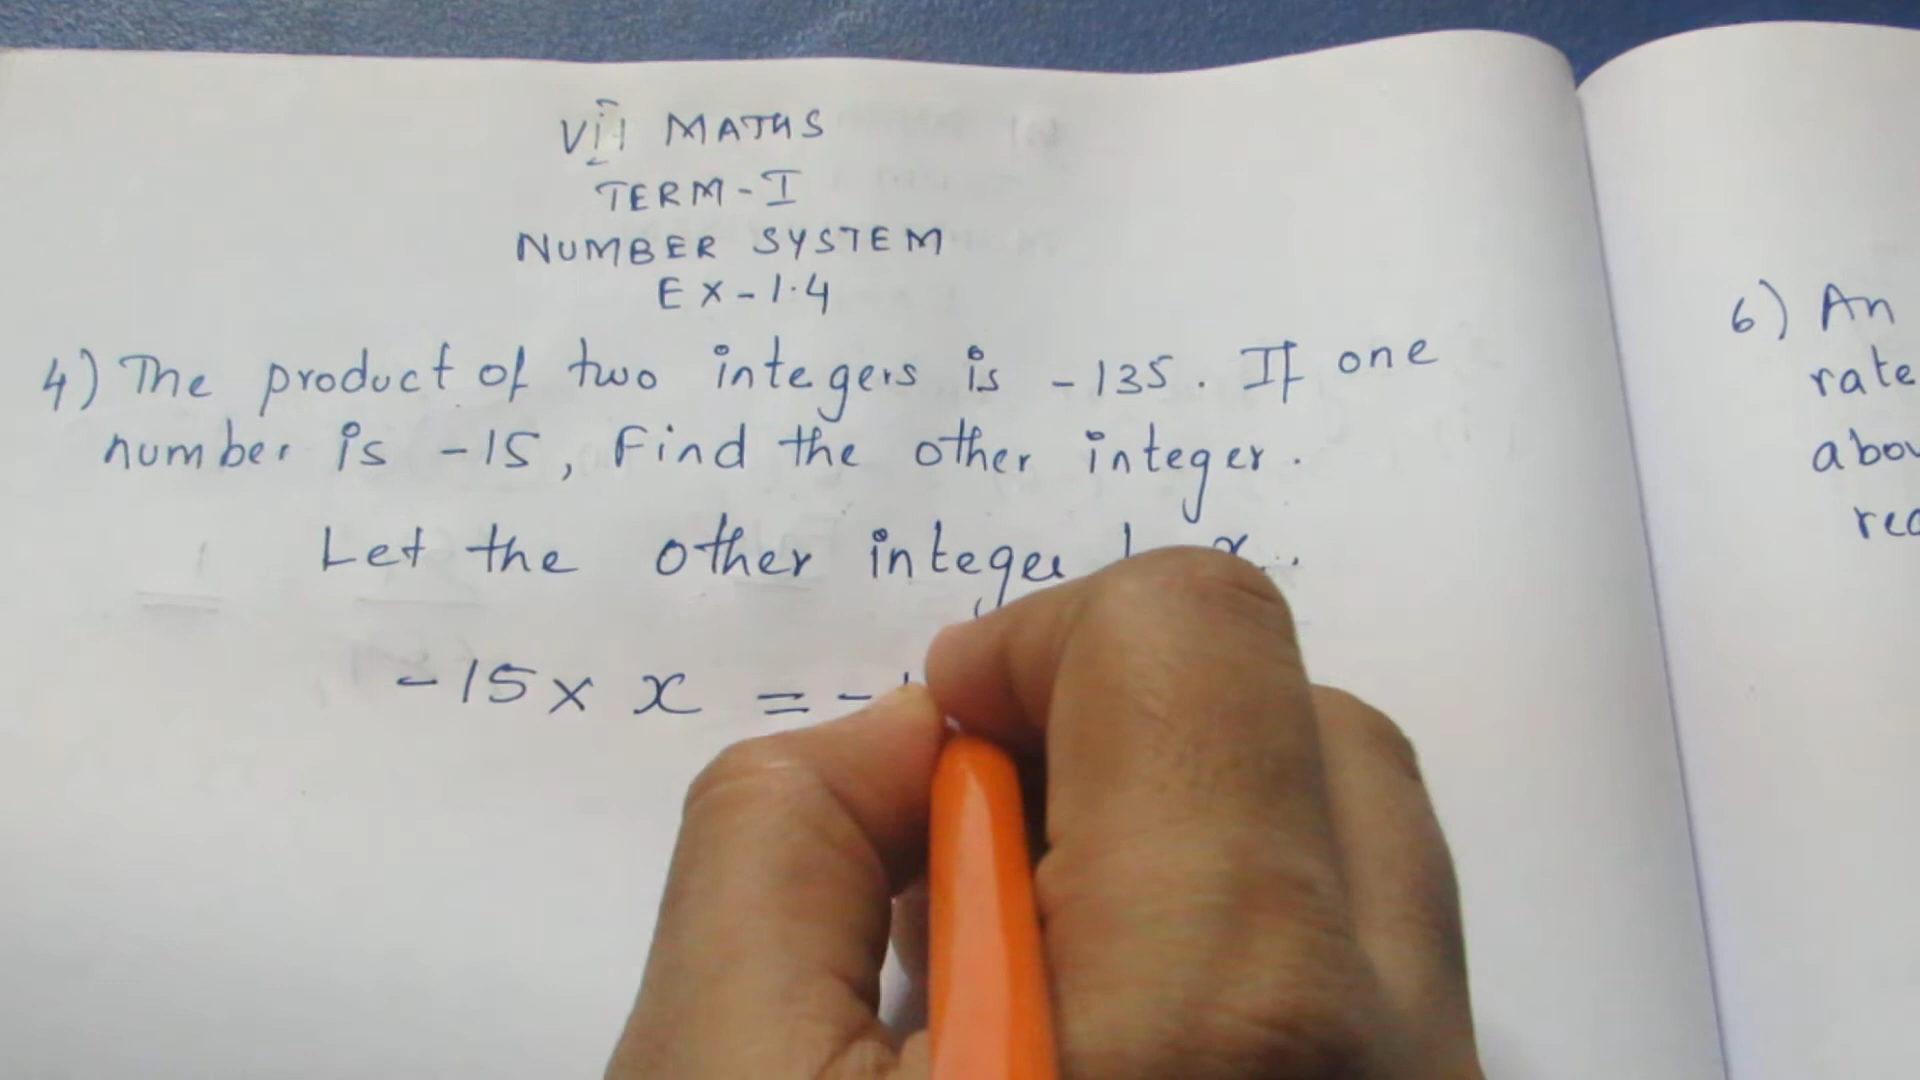 VII MATHS
TERM-I
NUMBER SYSTEM
EX-1.4
4) The product of two integers is -135. If one
number is -15, Find the other integer.
Let the other integer x.
-15 × x = -
6) An
rate